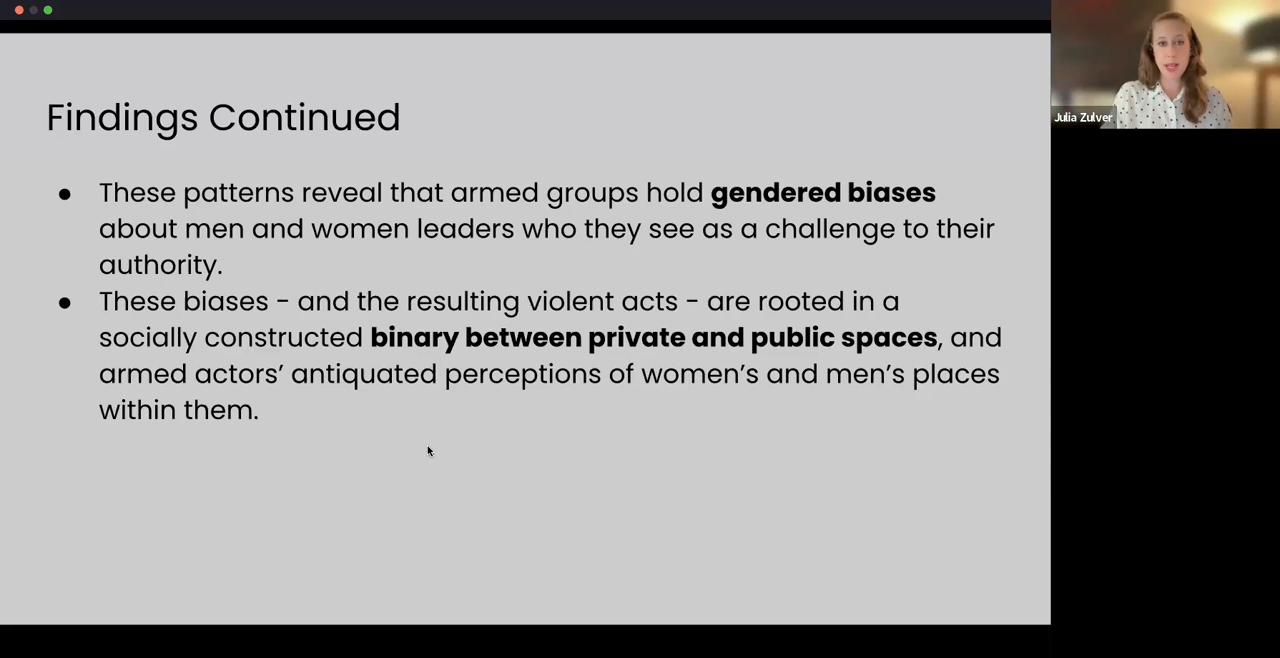 Findings Continued
● These patterns reveal that armed groups hold gendered biases
about men and women leaders who they see as a challenge to their
authority.
● These biases - and the resulting violent acts - are rooted in a
socially constructed binary between private and public spaces, and
armed actors’ antiquated perceptions of women’s and men’s places
within them.
Julia Zulver